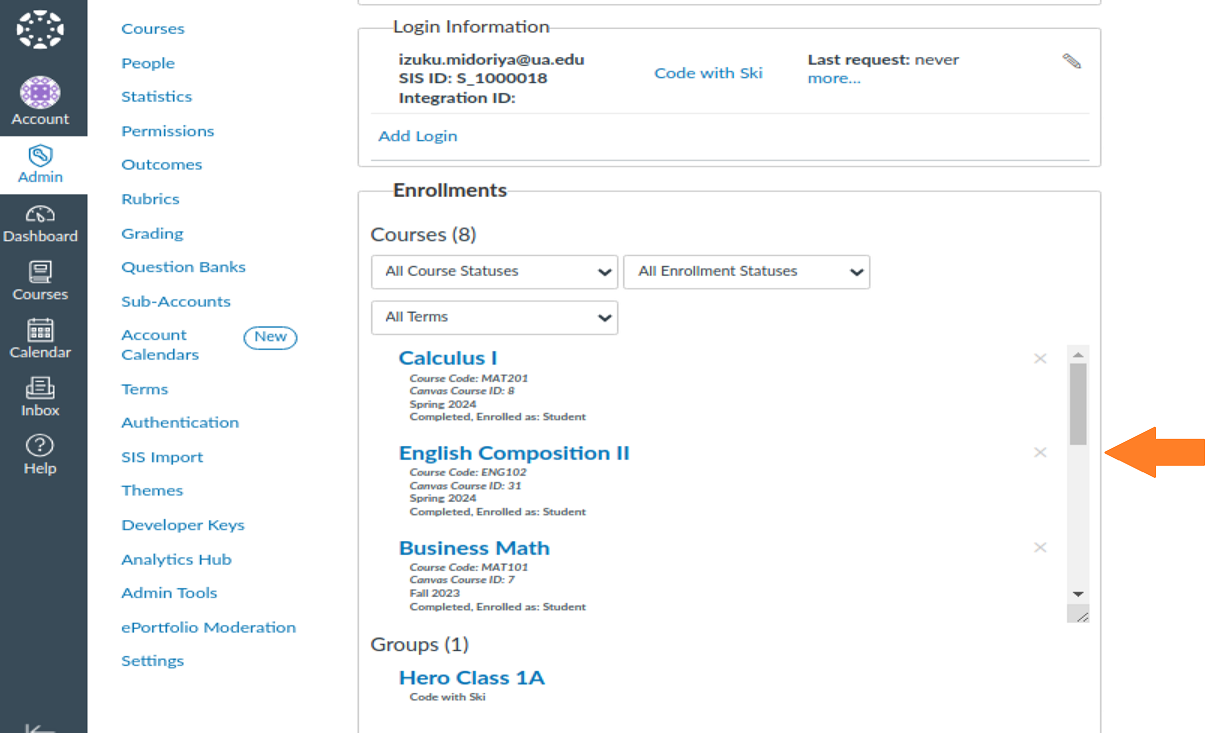 Account
Admin
Dashboard
Courses
Calendar
Inbox
Help
Courses
People
Statistics
Permissions
Outcomes
Rubrics
Grading
Question Banks
Sub-Accounts
Account
Calendars
New
Terms
Authentication
SIS Import
Themes
Developer Keys
Analytics Hub
Admin Tools
ePortfolio Moderation
Settings
Login Information
izuku.midoriya@ua.edu
SIS ID: S_1000018
Integration ID:
Code with Ski
Last request: never
more...
Add Login
Enrollments
Courses (8)
All Course Statuses
All Enrollment Statuses
All Terms
Calculus I
Course Code: MAT201
Canvas Course ID: 8
Spring 2024
Completed, Enrolled as: Student
English Composition II
Course Code: ENG102
Canvas Course ID: 31
Spring 2024
Completed, Enrolled as: Student
Business Math
Course Code: MAT101
Canvas Course ID: 7
Fall 2023
Completed, Enrolled as: Student
Groups (1)
Hero Class 1A
Code with Ski